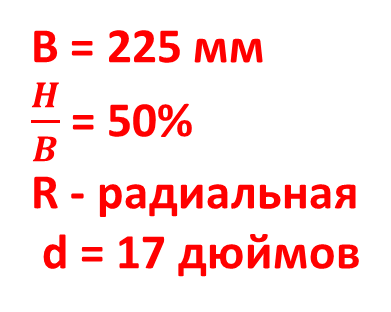 B = 225 мм
H/B = 50%
R - радиальная
d = 17 дюймов